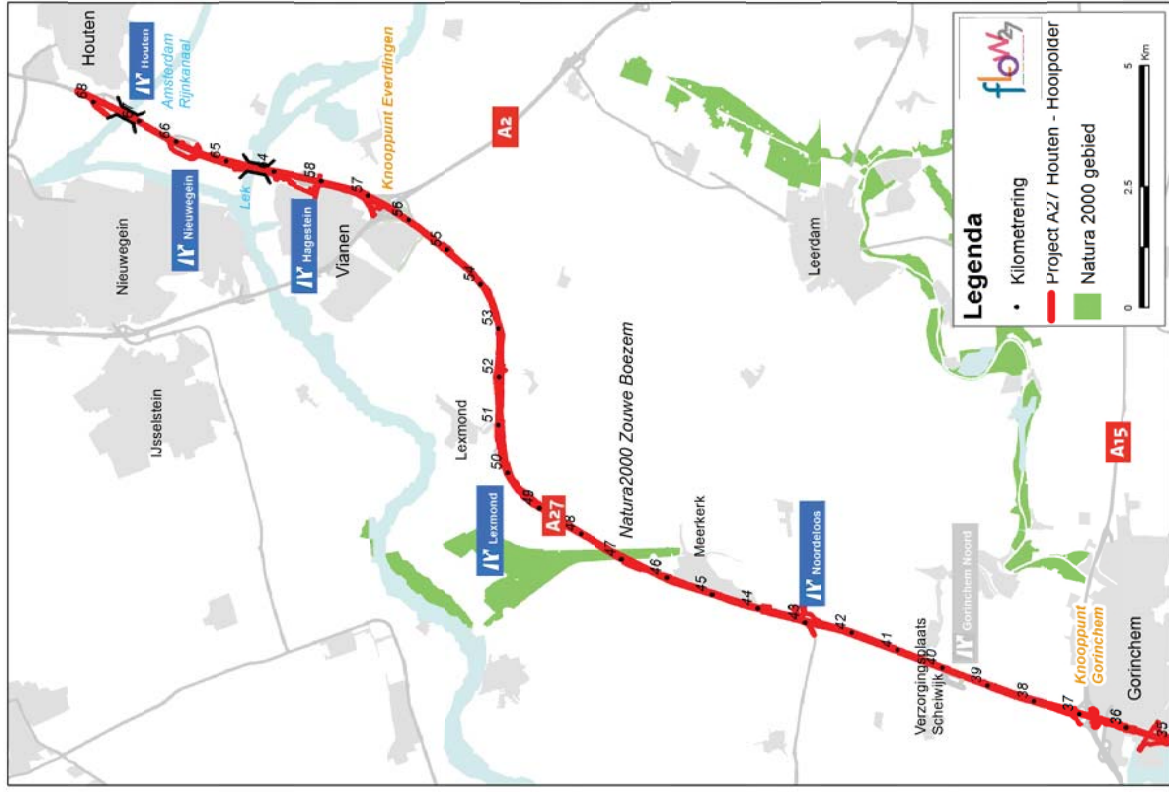 Houten
68
Houten
Amsterdam
Rijnkanaal
66
Nieuwegein
65
Nieuwegein
Lek
64
58
Hagestein
Vianen
57
Knooppunt Everdingen
56
A2
55
54
IJsselstein
53
52
Lexmond
51
50
Lexmond
49
A27
48
Natura2000 Zouwe Boezem
47
46
Meerkerk
45
44
43
Noordeloos
42
41
Verzorgingsplaats
Scheiwijk
40
Gorinchem Noord
39
38
Knooppunt
Gorinchem
37
36
Gorinchem
35
A15
Leerdam
Legenda
flow27
Kilometrering
Project A27 Houten - Hooipolder
Natura 2000 gebied
0
2.5
5
Km